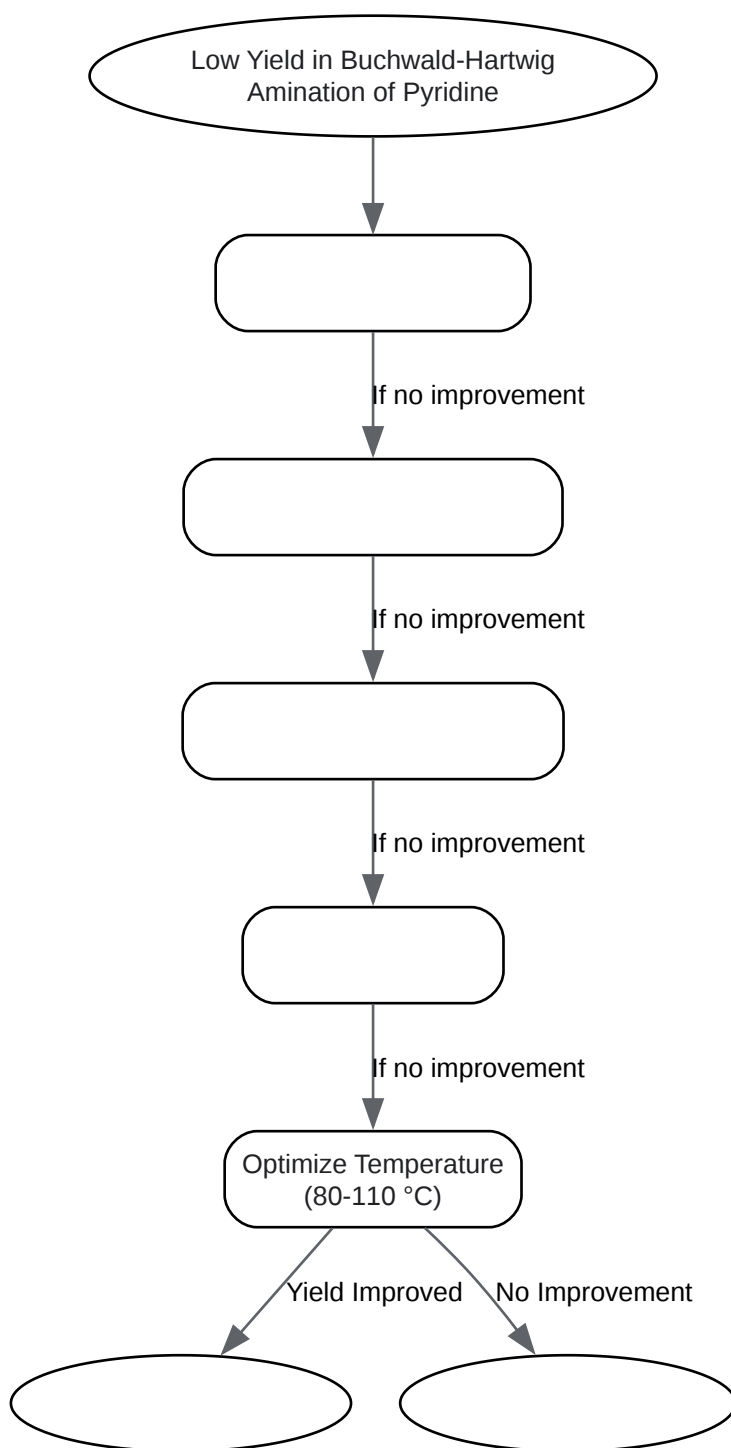 Low Yield in Buchwald-Hartwig
Amination of Pyridine
If no improvement
If no improvement
If no improvement
If no improvement
Optimize Temperature
(80-110 °C)
Yield Improved
No Improvement